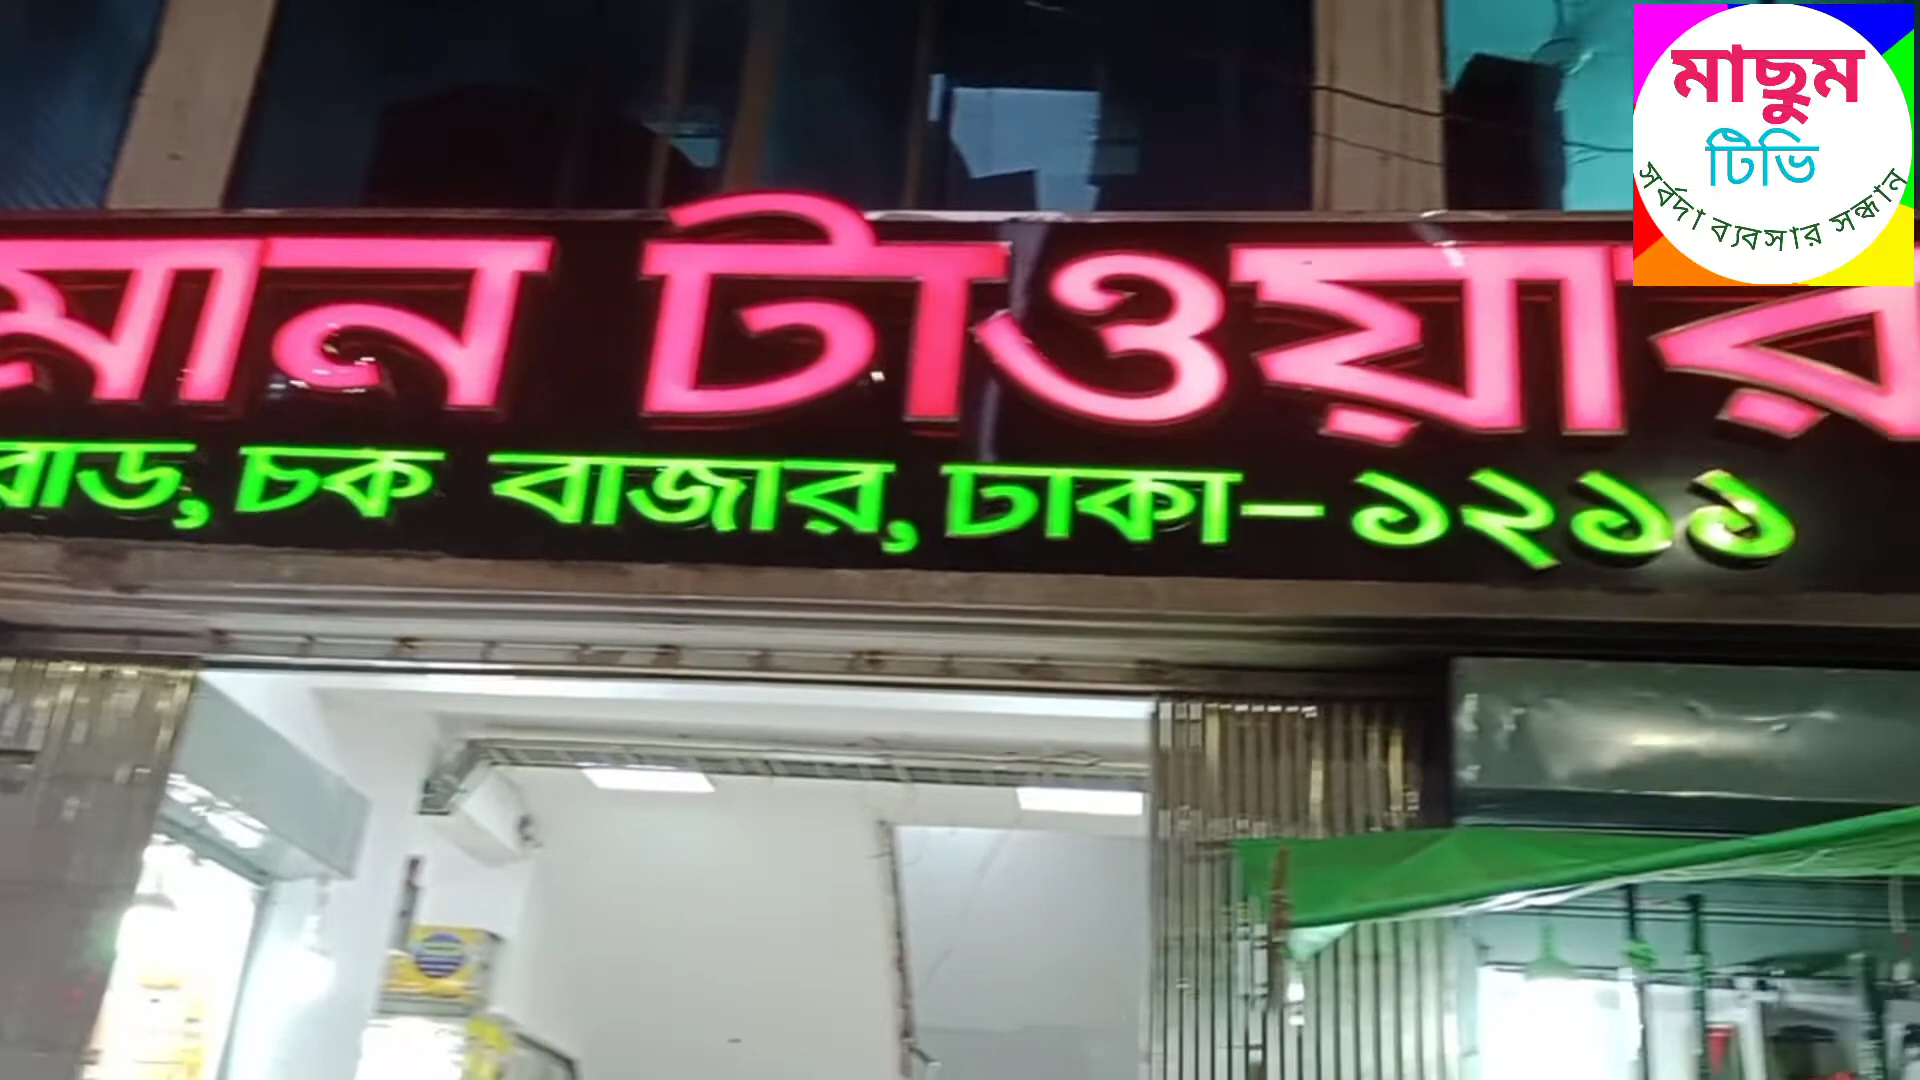 মান টাওয়ার
রোড, চক বাজার, ঢাকা-১২১১
মাছুম
টিভি
সর্বদা ব্যবসার সন্ধান